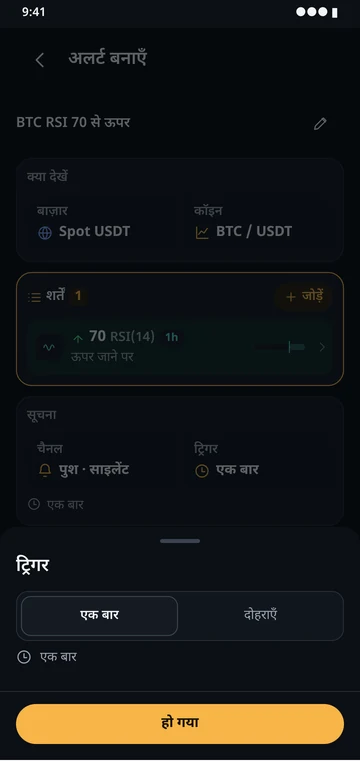 9:41
अलर्ट बनाएँ
BTC RSI 70 से ऊपर
क्या देखें
बाज़ार
Spot USDT
कॉइन
BTC / USDT
शर्तें 1
+ जोड़ें
70 RSI(14) 1h
ऊपर जाने पर
सूचना
चैनल
पुश · साइलेंट
ट्रिगर
एक बार
एक बार
ट्रिगर
एक बार
दोहराएँ
एक बार
हो गया